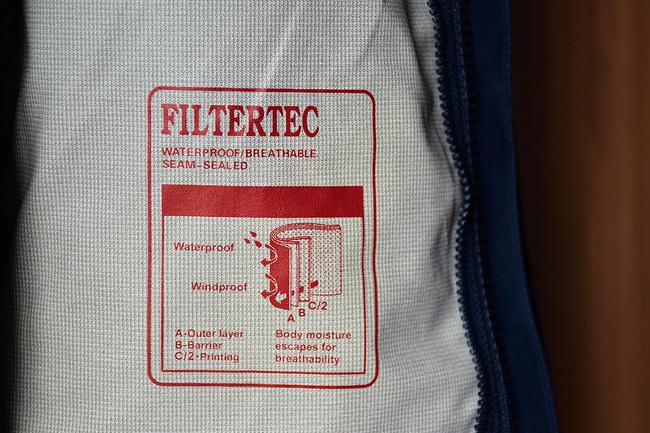 FILTERTEC
WATERPROOF/BREATHABLE
SEAM-SEALED
Waterproof
Windproof
A B C/2
A-Outer layer
B-Barrier
C/2-Printing
Body moisture
escapes for
breathability